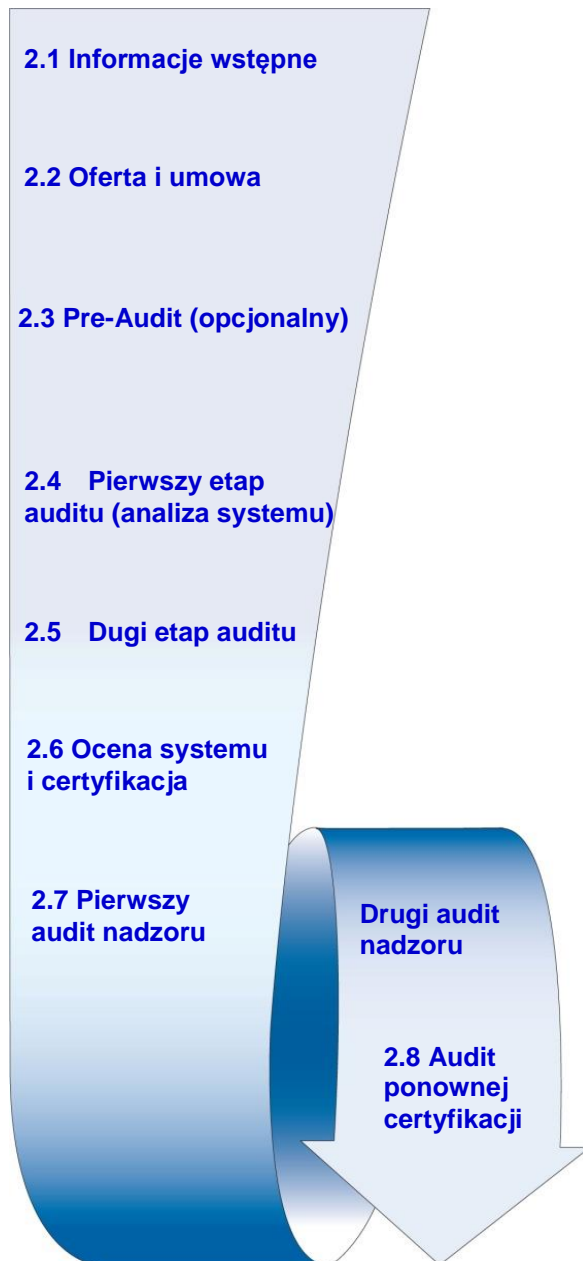 2.1 Informacje wstępne
2.2 Oferta i umowa
2.3 Pre-Audit (opcjonalny)
2.4 Pierwszy etap
auditu (analiza systemu)
2.5 Dugi etap auditu
2.6 Ocena systemu
i certyfikacja
2.7 Pierwszy
audit nadzoru
Drugi audit
nadzoru
2.8 Audit
ponownej
certyfikacji